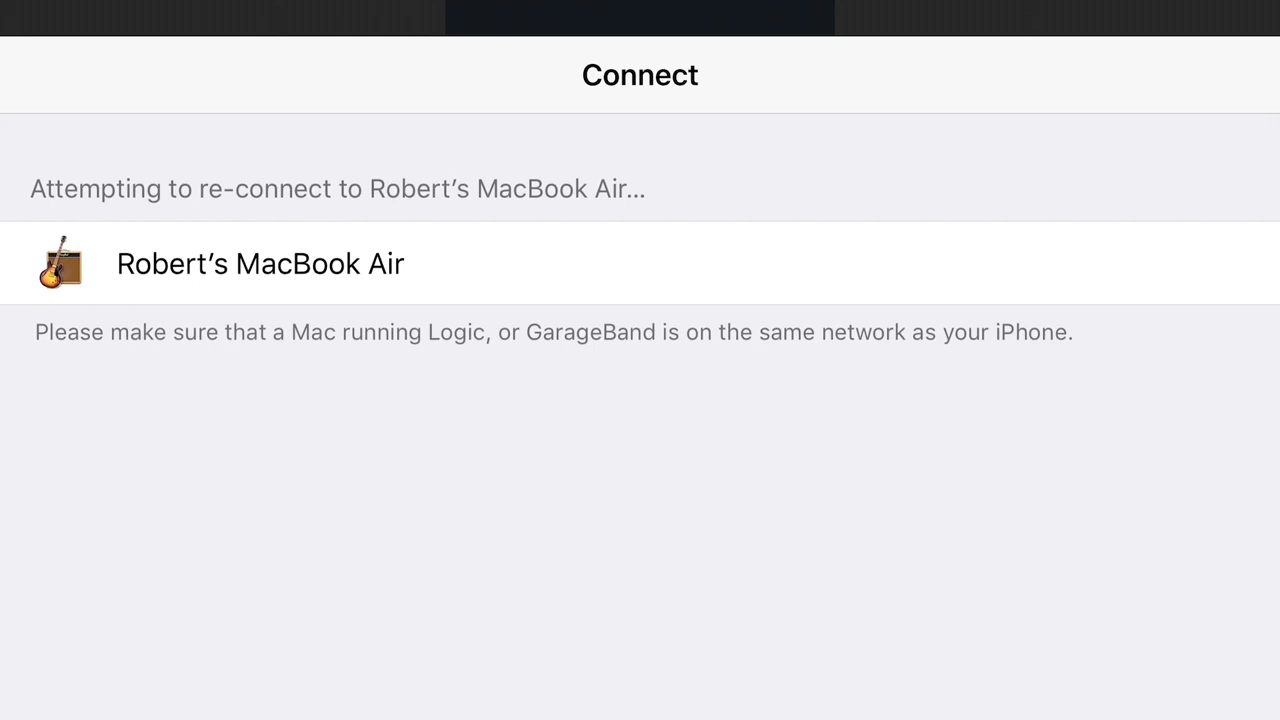 Connect
Attempting to re-connect to Robert’s MacBook Air...
Robert’s MacBook Air
Please make sure that a Mac running Logic, or GarageBand is on the same network as your iPhone.